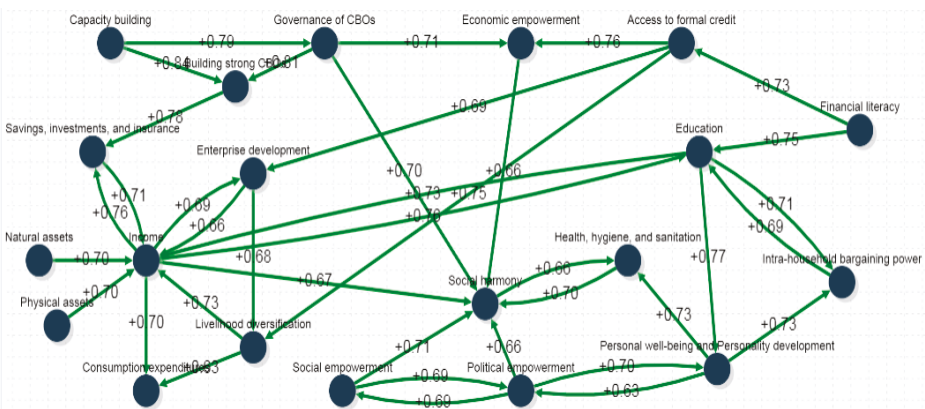 Capacity building
Governance of CBOs
Economic empowerment
Access to formal credit
+0.79
+0.71
+0.76
+0.84
Building strong CBOs
+0.81
+0.73
+0.69
Financial literacy
+0.78
Savings, investments, and insurance
Education
+0.75
Enterprise development
+0.70
+0.66
+0.71
+0.76
+0.69
+0.73
+0.75
+0.76
+0.71
+0.69
+0.66
Natural assets
Income
Health, hygiene, and sanitation
+0.70
+0.68
+0.77
Intra-household bargaining power
+0.66
+0.67
Social harmony
+0.70
Physical assets
+0.70
+0.73
+0.73
+0.70
Livelihood diversification
+0.73
+0.71
+0.66
Personal well-being and Personality development
Consumption expenditures
Social empowerment
Political empowerment
+0.70
+0.69
+0.63
+0.69